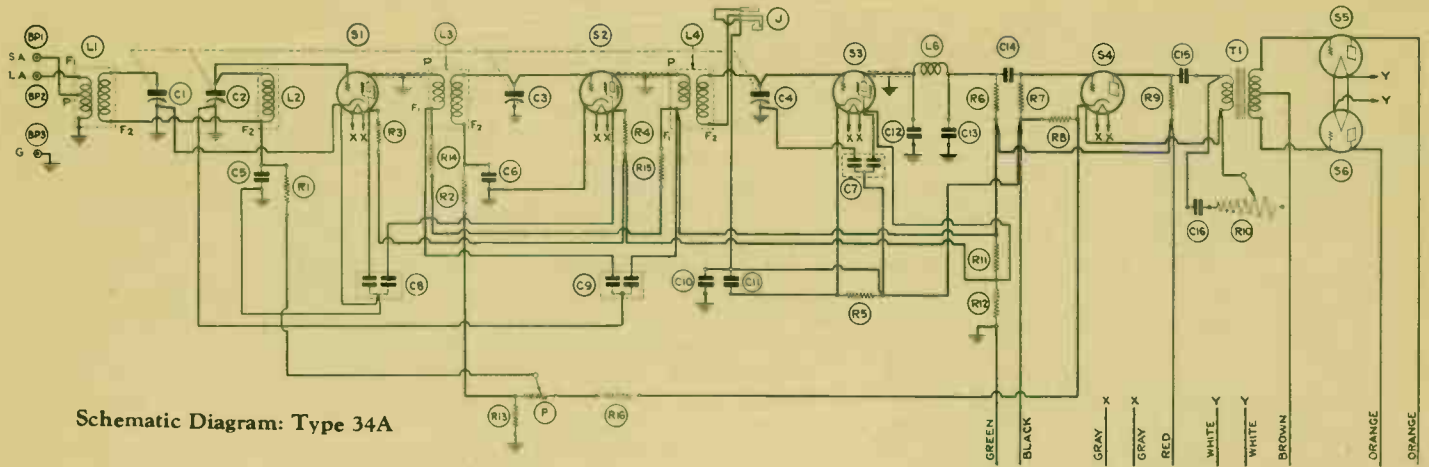 BP1
SA
LA
BP2
BP3
G
F1
P
L1
F2
C1
C2
L2
F2
C5
R1
S1
X X
R3
P
L3
F1
F2
R14
R2
C6
C3
S2
X X
R4
R15
P
L4
F1
F2
J
C4
S3
X X
C7
L6
C12
C13
C14
R6
R7
R8
S4
X X
R9
C15
T1
S5
Y
Y
S6
C16
R10
C8
C9
C10
C11
R5
R11
R12
R13
P
R16
Schematic Diagram: Type 34A
GREEN
BLACK
GRAY X
GRAY X
RED
WHITE Y
WHITE Y
BROWN
ORANGE
ORANGE